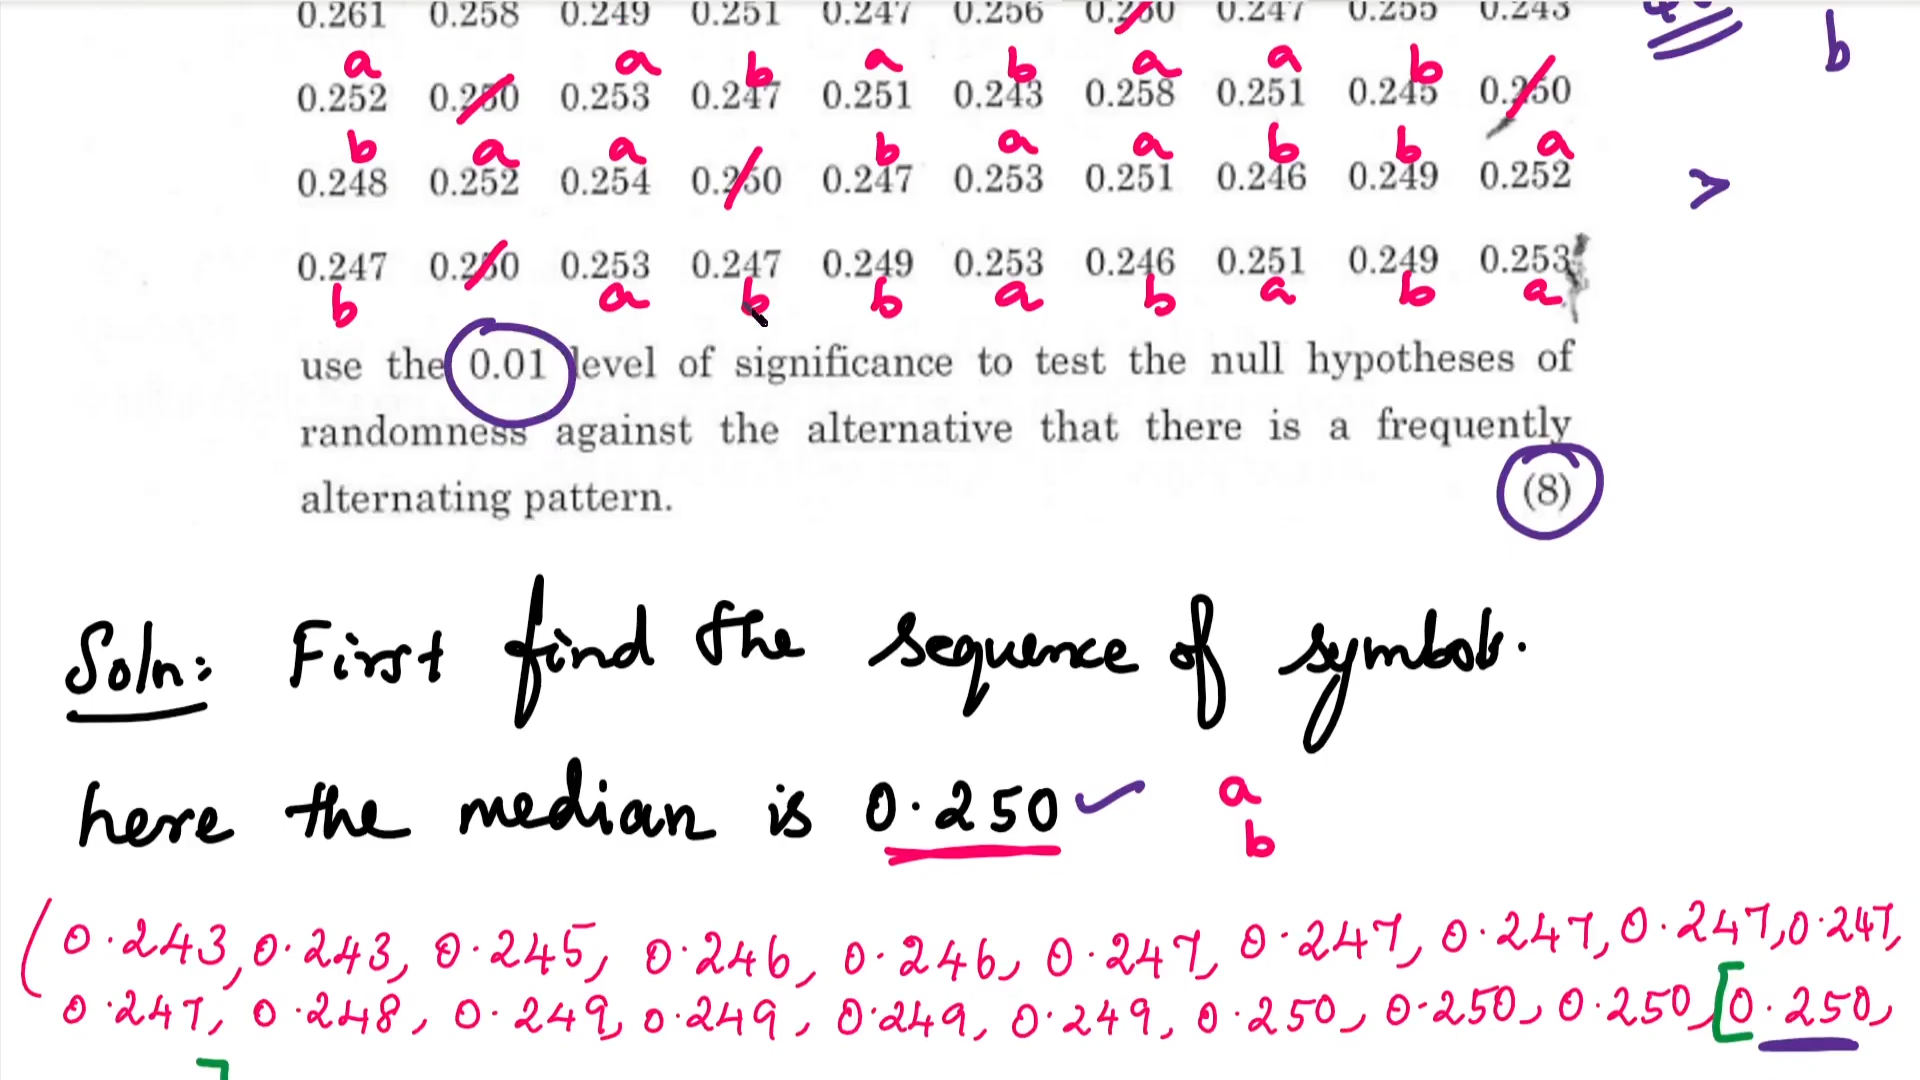 0.261 0.258 0.249 0.251 0.247 0.256 0.250 0.247 0.255 0.243
a a b a b a a b
0.252 0.250 0.253 0.247 0.251 0.243 0.258 0.251 0.245 0.250
b a a b a a b b a
0.248 0.252 0.254 0.250 0.247 0.253 0.251 0.246 0.249 0.252
0.247 0.250 0.253 0.247 0.249 0.253 0.246 0.251 0.249 0.253
b a b b a b a b a
b
>
use the 0.01 level of significance to test the null hypotheses of
randomness against the alternative that there is a frequently
alternating pattern. (8)
Soln: First find the sequence of symbols.
here the median is 0.250 a
b
(0.243, 0.243, 0.245, 0.246, 0.246, 0.247, 0.247, 0.247, 0.247, 0.247,
0.247, 0.248, 0.249, 0.249, 0.249, 0.249, 0.250, 0.250, 0.250, [0.250,